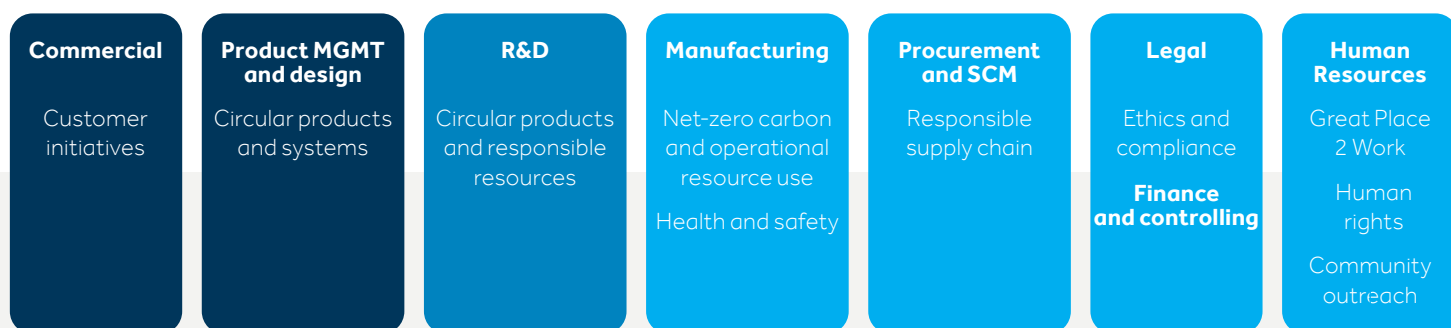 Commercial
Customer
initiatives
Product MGMT
and design
Circular products
and systems
R&D
Circular products
and responsible
resources
Manufacturing
Net-zero carbon
and operational
resource use
Health and safety
Procurement
and SCM
Responsible
supply chain
Legal
Ethics and
compliance
Finance
and controlling
Human
Resources
Great Place
2 Work
Human
rights
Community
outreach